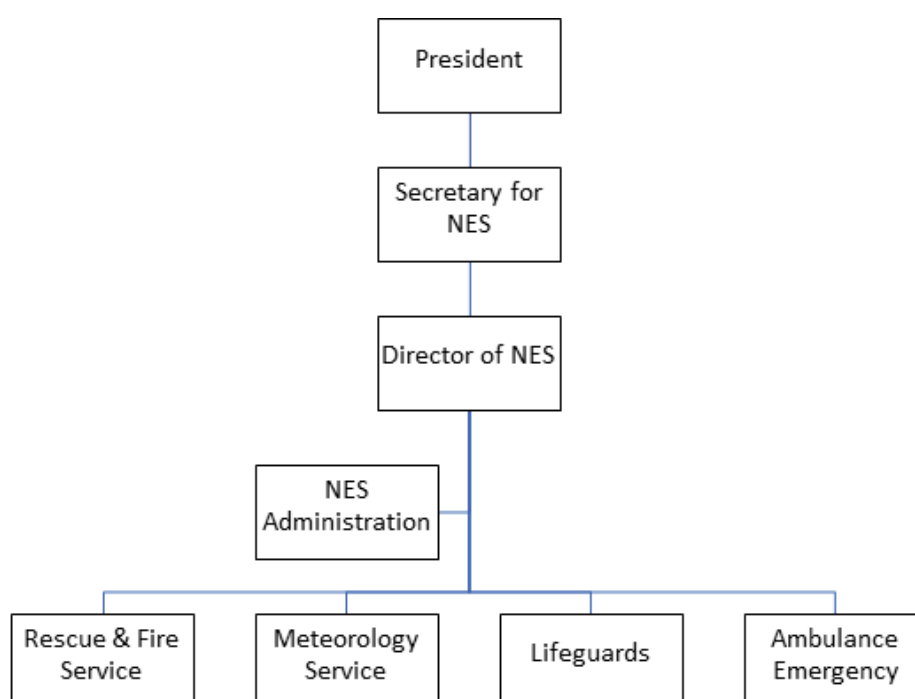 President
Secretary for
NES
Director of NES
NES
Administration
Rescue & Fire
Service
Meteorology
Service
Lifeguards
Ambulance
Emergency